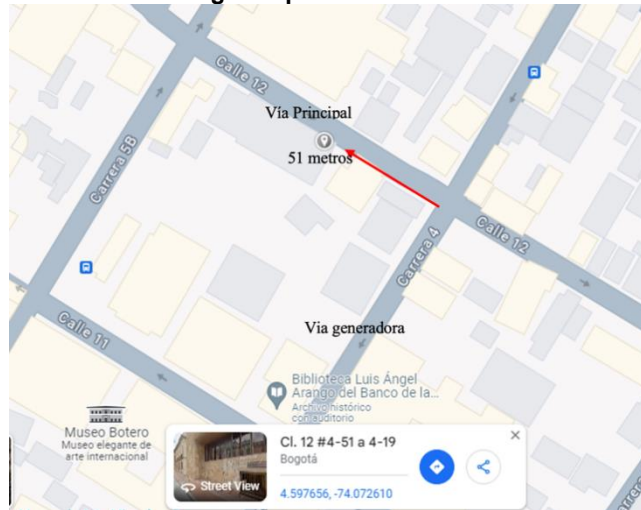 Calle 12
Vía Principal
51 metros
Carrera 5B
Calle 12
Carrera 4
Via generadora
Calle 11
Biblioteca Luis Ángel
Arango del Banco de la...
Archivo histórico
con auditorio
Museo Botero
Museo elegante de
arte internacional
Street View
Cl. 12 #4-51 a 4-19
Bogotá
4.597656, -74.072610